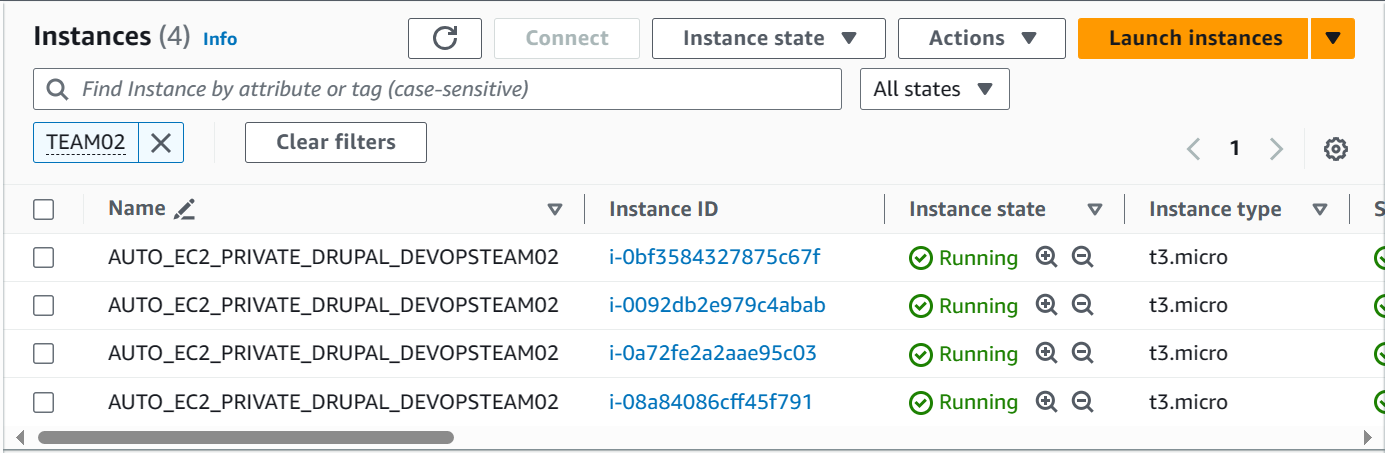 Instances (4) Info Connect Instance state Actions Launch instances
Find Instance by attribute or tag (case-sensitive) All states
TEAM02 Clear filters 1
Name Instance ID Instance state Instance type S
AUTO_EC2_PRIVATE_DRUPAL_DEVOPSTEAM02 i-0bf3584327875c67f Running t3.micro
AUTO_EC2_PRIVATE_DRUPAL_DEVOPSTEAM02 i-0092db2e979c4abab Running t3.micro
AUTO_EC2_PRIVATE_DRUPAL_DEVOPSTEAM02 i-0a72fe2a2aae95c03 Running t3.micro
AUTO_EC2_PRIVATE_DRUPAL_DEVOPSTEAM02 i-08a84086cff45f791 Running t3.micro